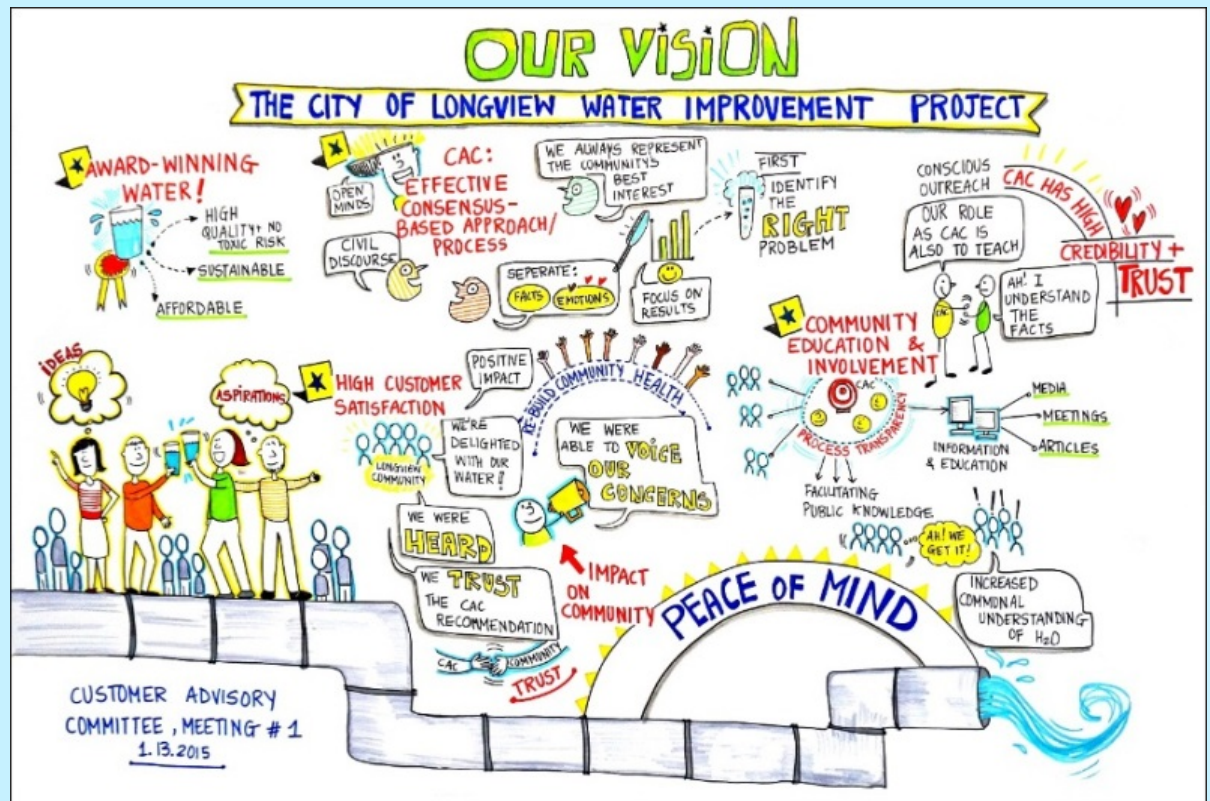 OUR VISION
THE CITY OF LONGVIEW WATER IMPROVEMENT PROJECT
AWARD-WINNING
WATER!
HIGH
QUALITY+ NO
TOXIC RISK
SUSTAINABLE
AFFORDABLE
OPEN
MINDS
CAC:
EFFECTIVE
CONSENSUS-
BASED APPROACH/
PROCESS
CIVIL
DISCOURSE
WE ALWAYS REPRESENT
THE COMMUNITYS
BEST
INTEREST
SEPERATE:
FACTS
EMOTIONS
FOCUS ON
RESULTS
FIRST
IDENTIFY
THE
RIGHT
PROBLEM
CONSCIOUS
OUTREACH
CAC HAS HIGH
CREDIBILITY +
TRUST
OUR ROLE
AS CAC IS
ALSO TO TEACH
CAC
AH! I
UNDERSTAND
THE
FACTS
IDEAS
ASPIRATIONS
HIGH CUSTOMER
SATISFACTION
POSITIVE
IMPACT
RE-BUILD COMMUNITY HEALTH
LONGVIEW
COMMUNITY
WE'RE
DELIGHTED
WITH OUR
WATER!
WE WERE
ABLE TO VOICE
OUR
CONCERNS
WE WERE
HEARD
WE TRUST
THE CAC
RECOMMENDATION
CAC
COMMUNITY
TRUST
IMPACT
ON
COMMUNITY
COMMUNITY
EDUCATION &
INVOLVEMENT
CAC
PROCESS TRANSPARENCY
INFORMATION
& EDUCATION
MEDIA
MEETINGS
ARTICLES
FACILITATING
PUBLIC KNOWLEDGE
AH! WE
GET IT!
INCREASED
COMMUNAL
UNDERSTANDING
OF H2O
PEACE OF MIND
CUSTOMER ADVISORY
COMMITTEE, MEETING # 1
1.13.2015